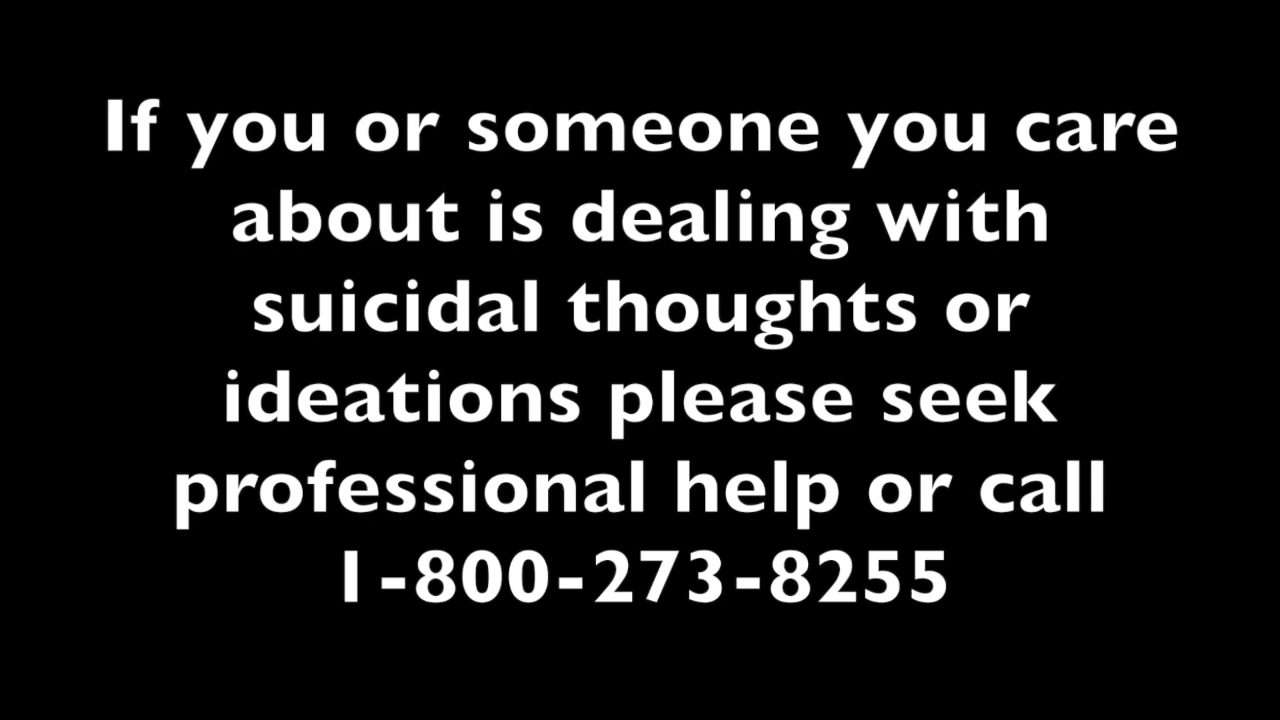 If you or someone you care
about is dealing with
suicidal thoughts or
ideations please seek
professional help or call
1-800-273-8255